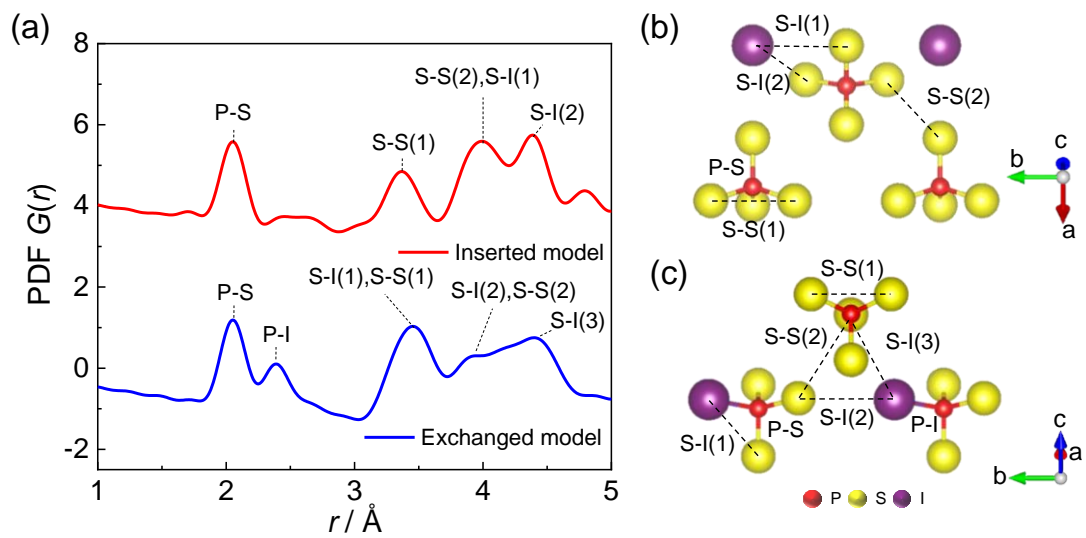 (a)
PDF G(r)
8
6
4
2
0
-2
1
2
3
4
5
r / Å
P-S
S-S(1)
S-S(2),S-I(1)
S-I(2)
Inserted model
P-S
P-I
S-I(1),S-S(1)
S-I(2),S-S(2)
S-I(3)
Exchanged model
(b)
S-I(1)
S-I(2)
S-S(2)
P-S
S-S(1)
c
b
a
(c)
S-S(1)
S-S(2)
S-I(3)
S-I(2)
P-S
P-I
S-I(1)
c
a
b
P S I